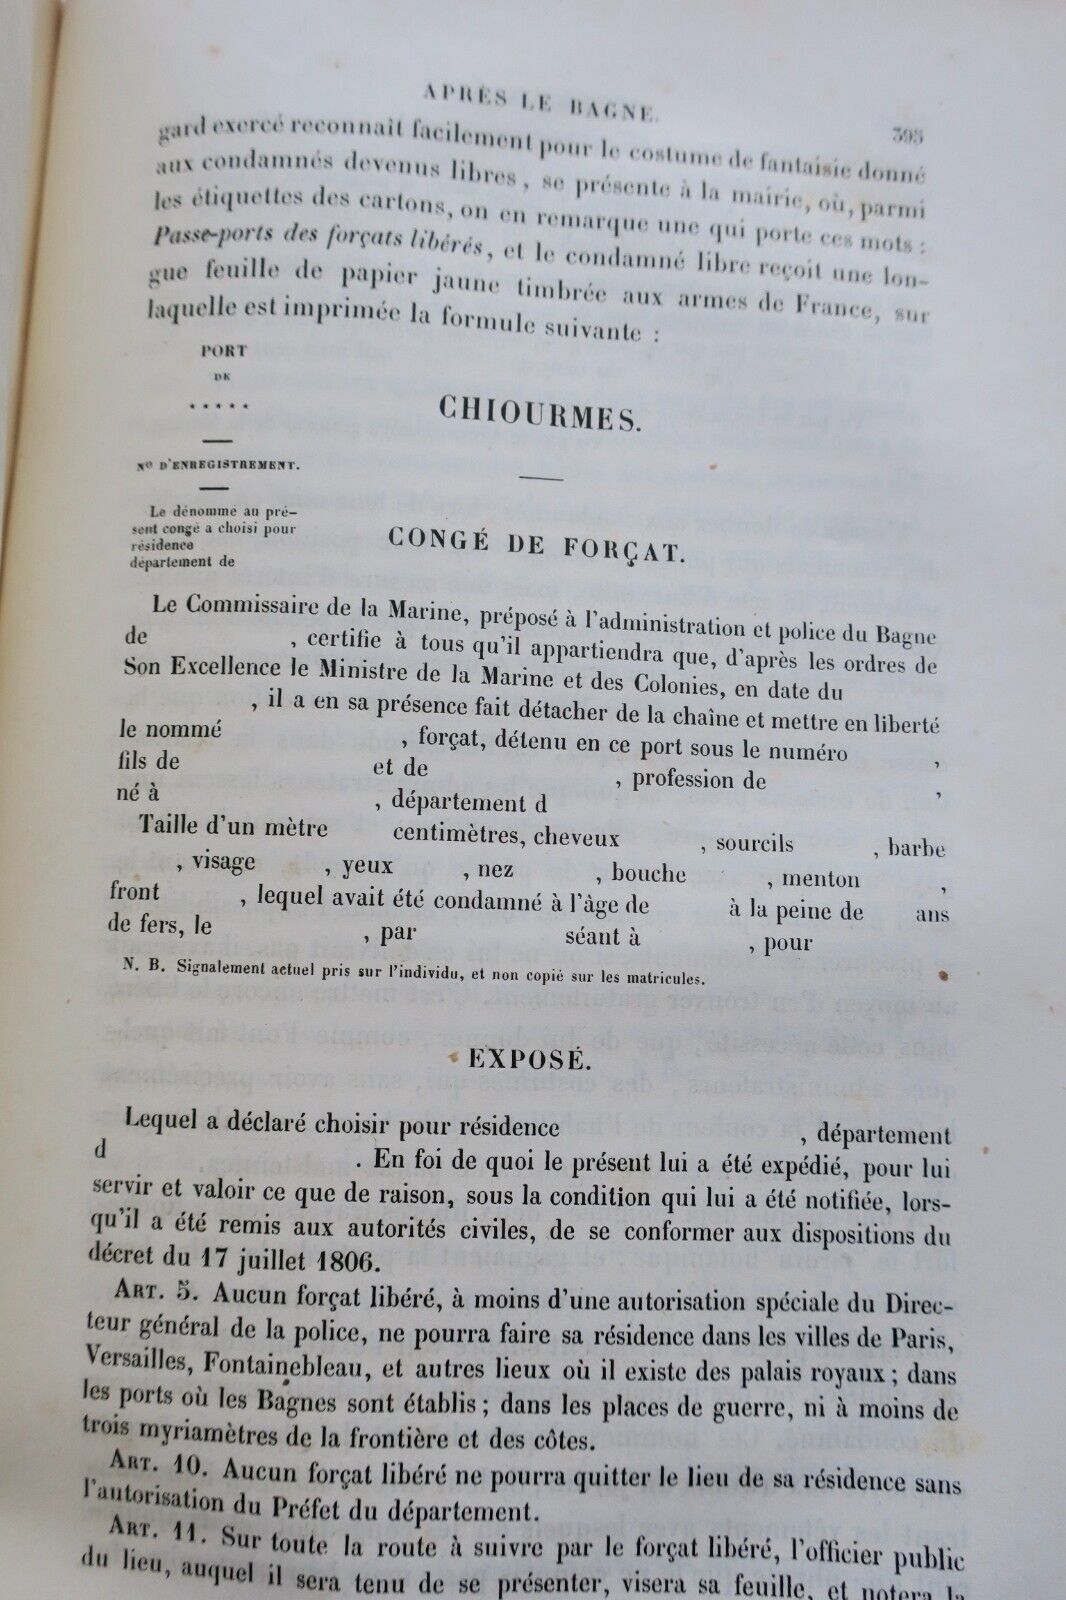 APRÈS LE BAGNE.
395
gard exercé reconnaît facilement pour le costume de fantaisie donné
aux condamnés devenus libres, se présente à la mairie, où, parmi
les étiquettes des cartons, on en remarque une qui porte ces mots :
Passe-ports des forçats libérés, et le condamné libre reçoit une lon-
gue feuille de papier jaune timbrée aux armes de France, sur
laquelle est imprimée la formule suivante :
PORT
DE
.....
CHIOURMES.
No D'ENREGISTREMENT.
Le dénommé au pré-
sent congé a choisi pour
résidence
département de
CONGÉ DE FORÇAT.
Le Commissaire de la Marine, préposé à l'administration et police du Bagne
de , certifie à tous qu'il appartiendra que, d'après les ordres de
Son Excellence le Ministre de la Marine et des Colonies, en date du
, il a en sa présence fait détacher de la chaîne et mettre en liberté
le nommé , forçat, détenu en ce port sous le numéro ,
fils de et de , profession de ,
né à , département d
Taille d'un mètre centimètres, cheveux , sourcils , barbe
, visage , yeux , nez , bouche , menton ,
front , lequel avait été condamné à l'âge de à la peine de ans
de fers, le , par séant à , pour
N. B. Signalement actuel pris sur l'individu, et non copié sur les matricules.
EXPOSÉ.
Lequel a déclaré choisir pour résidence , département
d . En foi de quoi le présent lui a été expédié, pour lui
servir et valoir ce que de raison, sous la condition qui lui a été notifiée, lors-
qu'il a été remis aux autorités civiles, de se conformer aux dispositions du
décret du 17 juillet 1806.
ART. 5. Aucun forçat libéré, à moins d'une autorisation spéciale du Direc-
teur général de la police, ne pourra faire sa résidence dans les villes de Paris,
Versailles, Fontainebleau, et autres lieux où il existe des palais royaux ; dans
les ports où les Bagnes sont établis ; dans les places de guerre, ni à moins de
trois myriamètres de la frontière et des côtes.
ART. 10. Aucun forçat libéré ne pourra quitter le lieu de sa résidence sans
l'autorisation du Préfet du département.
ART. 11. Sur toute la route à suivre par le forçat libéré, l'officier public
du lieu, auquel il sera tenu de se présenter, visera sa feuille, et notera la